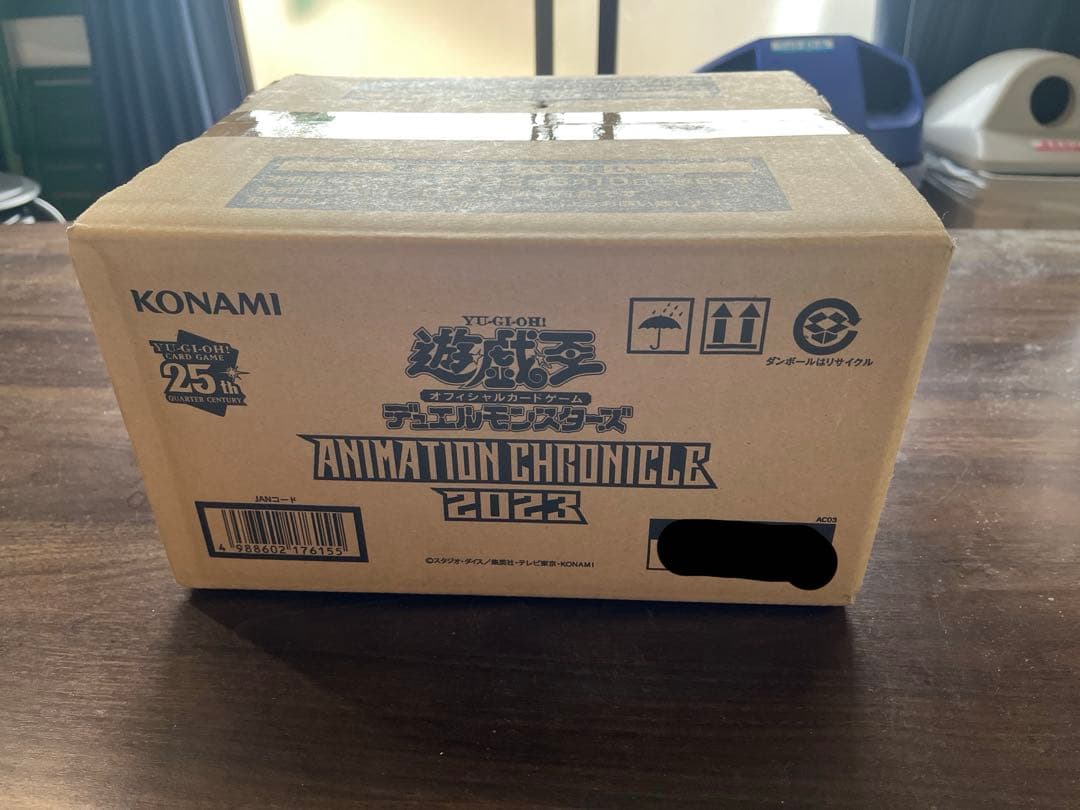 KONAMI
YU-GI-OH!
CARD GAME
25th
QUARTER CENTURY
YU-GI-OH!
遊戯王
オフィシャルカードゲーム
デュエルモンスターズ
ANIMATION CHRONICLE
2023
ダンボールはリサイクル
JANコード
4 988602 176155
©スタジオ・ダイス／集英社・テレビ東京・KONAMI
AC03